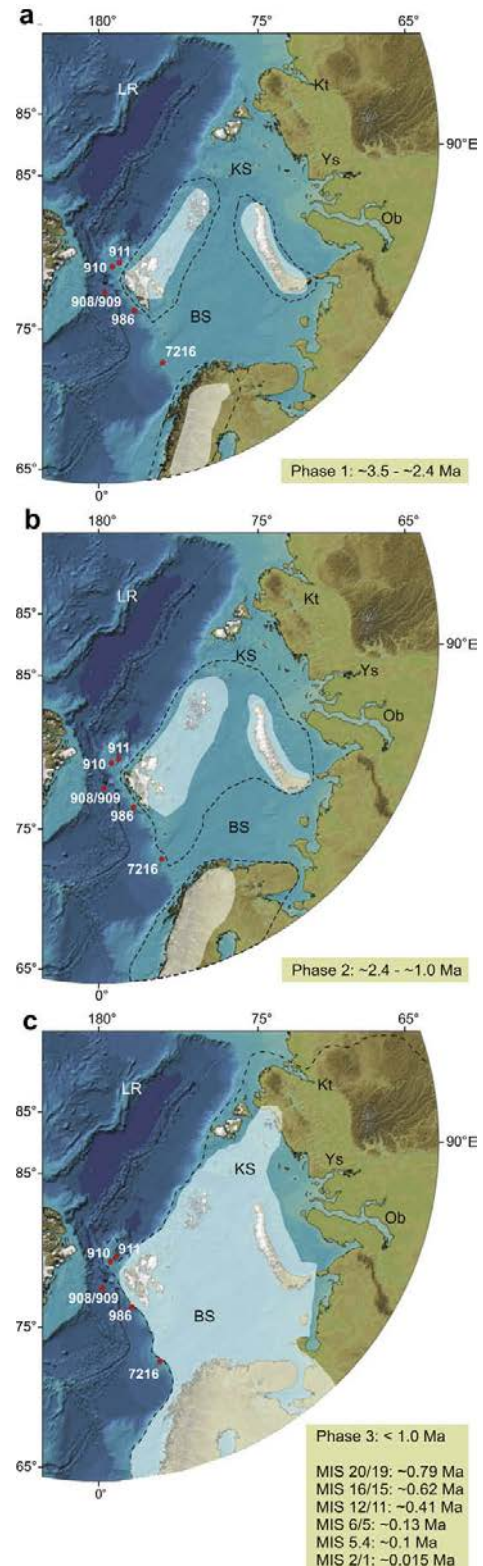 a
180° 75° 65°
LR
Kt
85°
90°E
KS
Ys
85°
Ob
911
910
908/909
986
BS
75°
7216
65°
Phase 1: ~3.5 - ~2.4 Ma
0°
b
180° 75° 65°
LR
Kt
85°
90°E
KS
Ys
85°
Ob
911
910
908/909
986
BS
75°
7216
65°
Phase 2: ~2.4 - ~1.0 Ma
0°
c
180° 75° 65°
LR
Kt
85°
90°E
KS
Ys
85°
Ob
910 911
908/909
986
BS
75°
7216
65°
0°
Phase 3: < 1.0 Ma
MIS 20/19: ~0.79 Ma
MIS 16/15: ~0.62 Ma
MIS 12/11: ~0.41 Ma
MIS 6/5: ~0.13 Ma
MIS 5.4: ~0.1 Ma
MIS 2/1: ~0.015 Ma